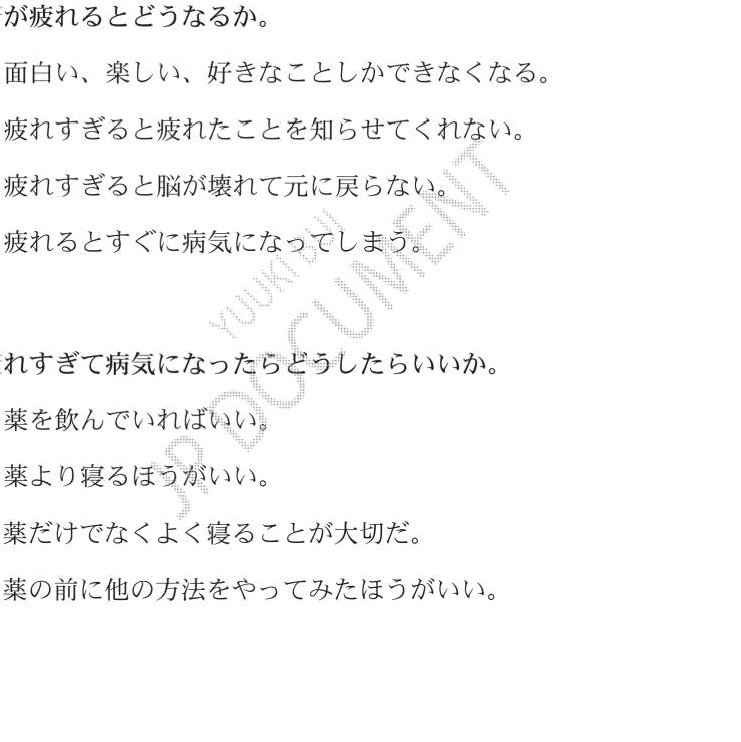 が疲れるとどうなるか。
面白い、楽しい、好きなことしかできなくなる。
疲れすぎると疲れたことを知らせてくれない。
疲れすぎると脳が壊れて元に戻らない。
疲れるとすぐに病気になってしまう。
れすぎて病気になったらどうしたらいいか。
薬を飲んでいればいい。
薬より寝るほうがいい。
薬だけでなくよく寝ることが大切だ。
薬の前に他の方法をやってみたほうがいい。
YUUKI BUI
JP DOCUMENT